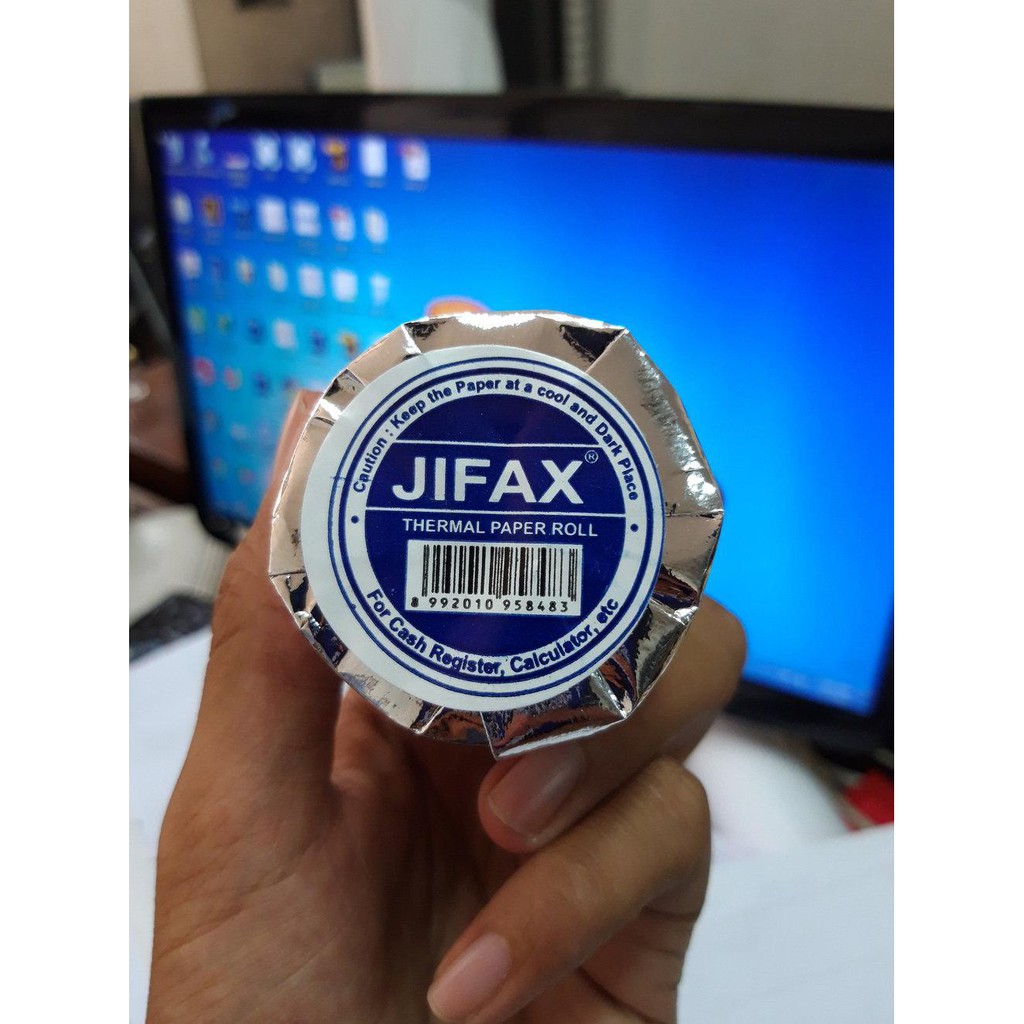 • Caution : Keep the Paper at a cool and Dark Place •
JIFAX®
THERMAL PAPER ROLL
8 992010 958483
For Cash Register, Calculator, etc